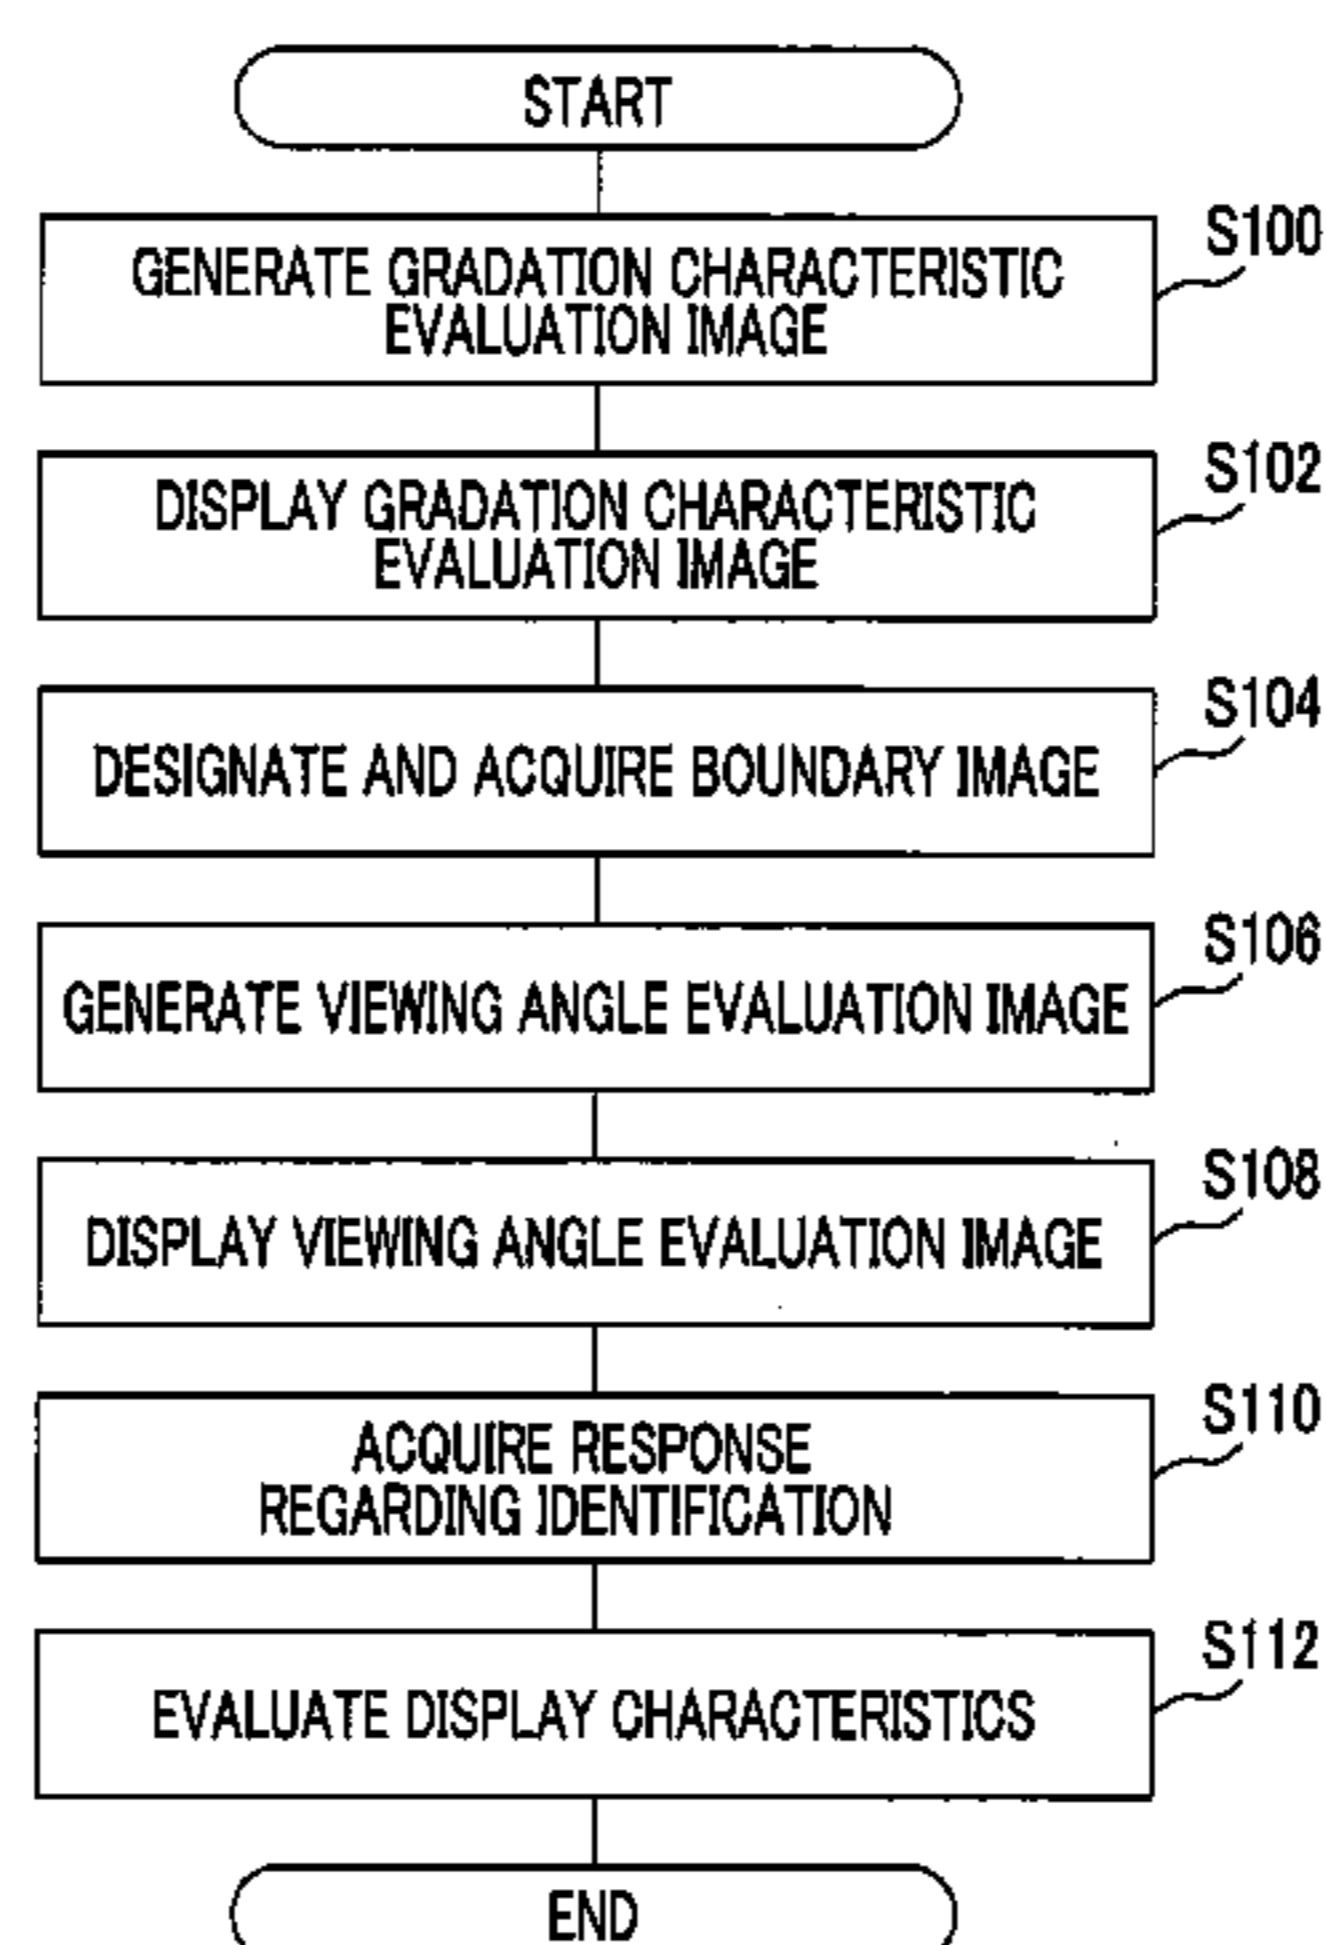 START
GENERATE GRADATION CHARACTERISTIC
EVALUATION IMAGE
S100
DISPLAY GRADATION CHARACTERISTIC
EVALUATION IMAGE
S102
DESIGNATE AND ACQUIRE BOUNDARY IMAGE
S104
GENERATE VIEWING ANGLE EVALUATION IMAGE
S106
DISPLAY VIEWING ANGLE EVALUATION IMAGE
S108
ACQUIRE RESPONSE
REGARDING IDENTIFICATION
S110
EVALUATE DISPLAY CHARACTERISTICS
S112
END